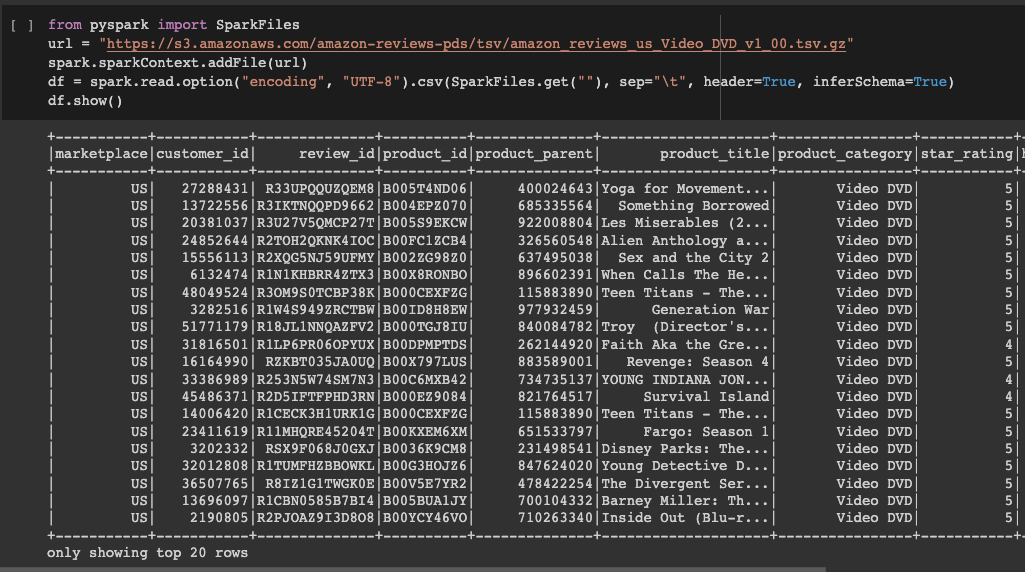 [ ] from pyspark import SparkFiles
url = "https://s3.amazonaws.com/amazon-reviews-pds/tsv/amazon_reviews_us_Video_DVD_v1_00.tsv.gz"
spark.sparkContext.addFile(url)
df = spark.read.option("encoding", "UTF-8").csv(SparkFiles.get(""), sep="\t", header=True, inferSchema=True)
df.show()
+-----------+-----------+--------------+----------+--------------+--------------------+----------------+-----------+-
|marketplace|customer_id|     review_id|product_id|product_parent|       product_title|product_category|star_rating|h
+-----------+-----------+--------------+----------+--------------+--------------------+----------------+-----------+-
|         US|   27288431| R33UPQQUZQEM8|B005T4ND06|     400024643|Yoga for Movement...|       Video DVD|          5|
|         US|   13722556|R3IKTNQQPD9662|B004EPZ070|     685335564|  Something Borrowed|       Video DVD|          5|
|         US|   20381037|R3U27V5QMCP27T|B005S9EKCW|     922008804|Les Miserables (2...|       Video DVD|          5|
|         US|   24852644|R2TOH2QKNK4IOC|B00FC1ZCB4|     326560548|Alien Anthology a...|       Video DVD|          5|
|         US|   15556113|R2XQG5NJ59UFMY|B002ZG98Z0|     637495038|   Sex and the City 2|       Video DVD|          5|
|         US|    6132474|R1N1KHBRR4ZTX3|B00X8RONBO|     896602391|When Calls The He...|       Video DVD|          5|
|         US|   48049524|R3OM9S0TCBP38K|B000CEXFZG|     115883890|Teen Titans - The...|       Video DVD|          5|
|         US|    3282516|R1W4S949ZRCTBW|B00ID8H8EW|     977932459|      Generation War|       Video DVD|          5|
|         US|   51771179|R18JL1NNQAZFV2|B000TGJ8IU|     840084782|Troy  (Director's...|       Video DVD|          5|
|         US|   31816501|R1LP6PR06OPYUX|B00DPMPTDS|     262144920|Faith Aka the Gre...|       Video DVD|          4|
|         US|   16164990| RZKBT035JA0UQ|B00X797LUS|     883589001|   Revenge: Season 4|       Video DVD|          5|
|         US|   33386989|R253N5W74SM7N3|B00C6MXB42|     734735137|YOUNG INDIANA JON...|       Video DVD|          4|
|         US|   45486371|R2D5IFTFPHD3RN|B000EZ9084|     821764517|     Survival Island|       Video DVD|          4|
|         US|   14006420|R1CECK3H1URK1G|B000CEXFZG|     115883890|Teen Titans - The...|       Video DVD|          5|
|         US|   23411619|R11MHQRE45204T|B00KXEM6XM|     651533797|     Fargo: Season 1|       Video DVD|          5|
|         US|    3202332| RSX9F068J0GXJ|B0036K9CM8|     231498541|Disney Parks: The...|       Video DVD|          5|
|         US|   32012808|R1TUMFHZBBOWKL|B00G3HOJZ6|     847624020|Young Detective D...|       Video DVD|          5|
|         US|   36507765| R8IZ1G1TWGK0E|B00V5E7YR2|     478422254|The Divergent Ser...|       Video DVD|          5|
|         US|   13696097|R1CBN0585B7BI4|B005BUA1JY|     700104332|Barney Miller: Th...|       Video DVD|          5|
|         US|    2190805|R2PJOAZ9I3D8O8|B00YCY46VO|     710263340|Inside Out (Blu-r...|       Video DVD|          5|
+-----------+-----------+--------------+----------+--------------+--------------------+----------------+-----------+-
only showing top 20 rows